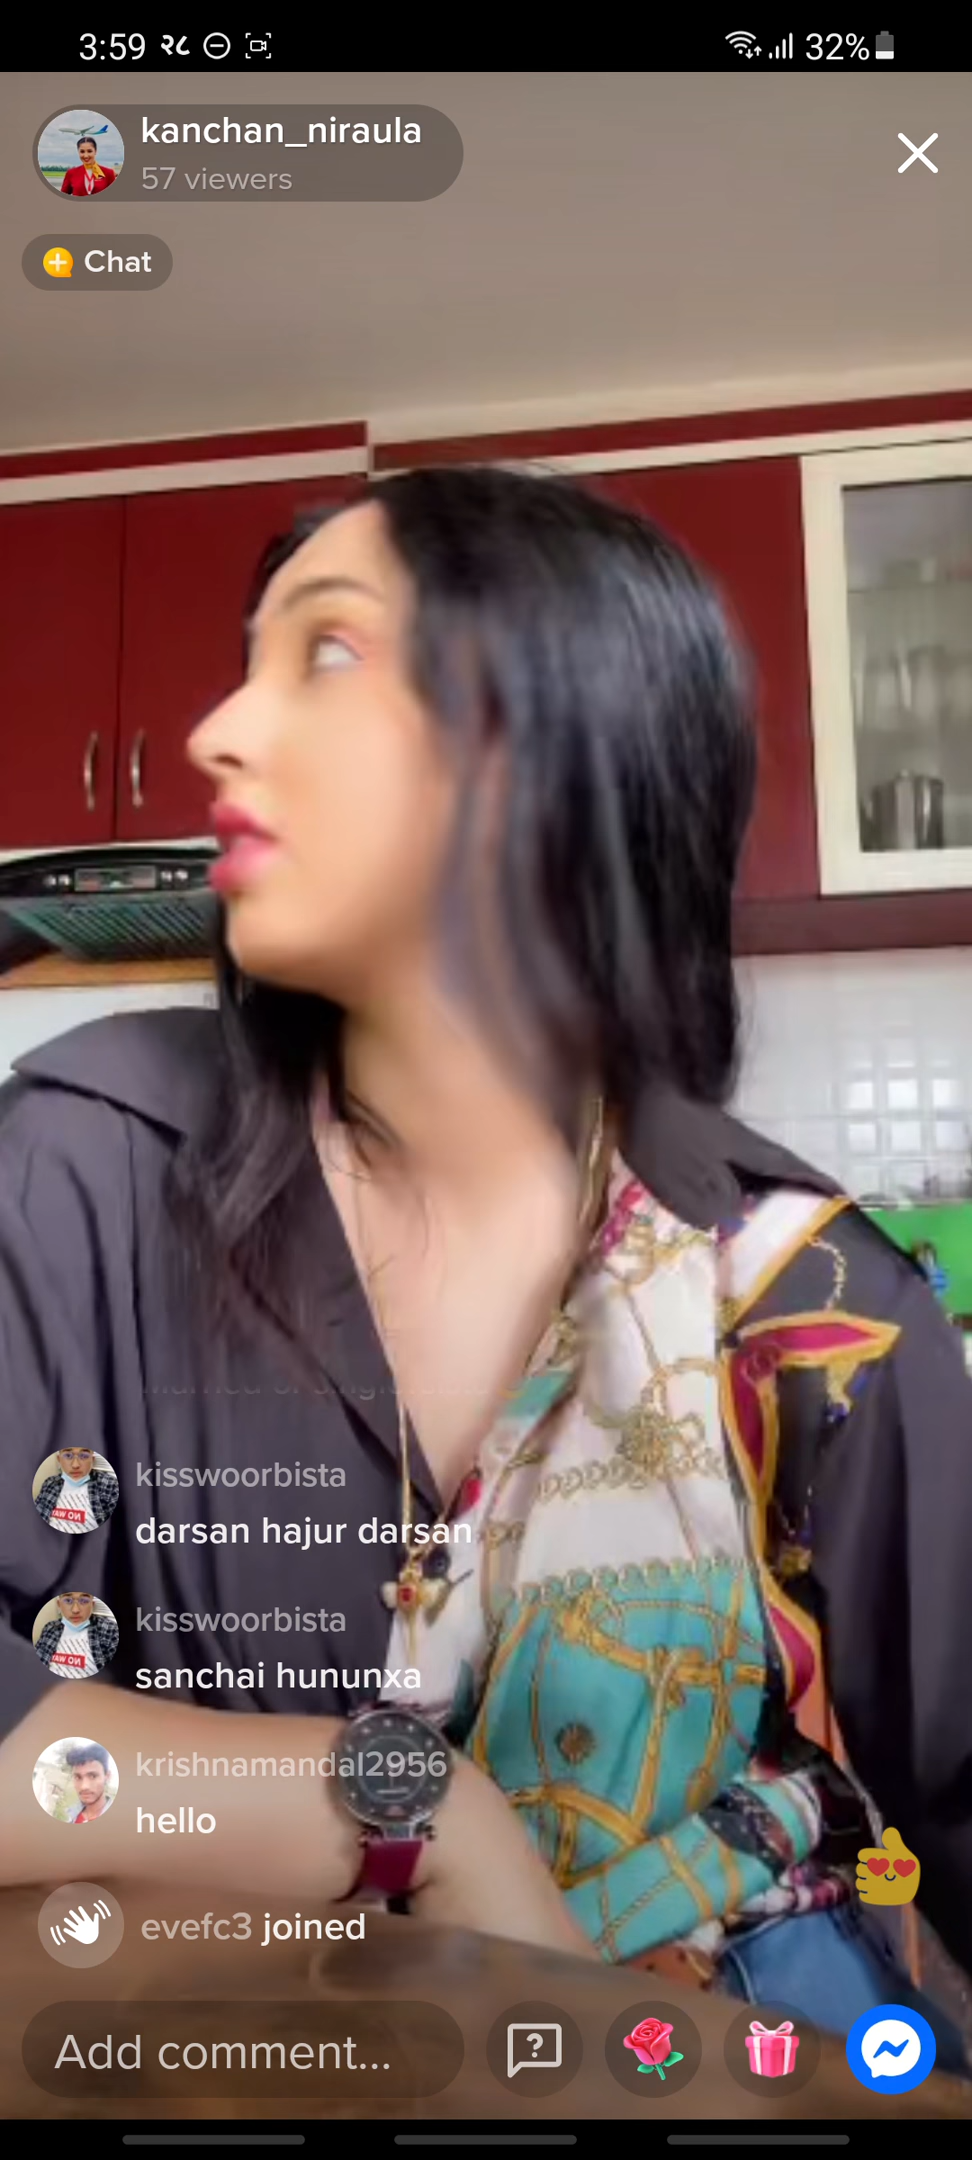 3:59 २८ 32%
kanchan_niraula
57 viewers
Chat
kisswoorbista
darsan hajur darsan
kisswoorbista
sanchai hununxa
krishnamandal2956
hello
evefc3 joined
Add comment...